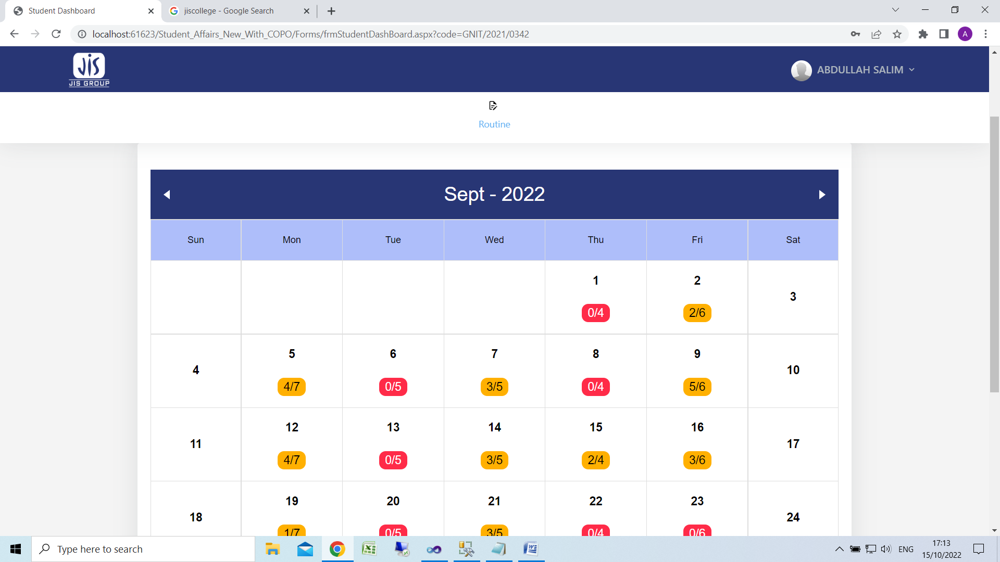 Student Dashboard
jiscollege - Google Search
localhost:61623/Student_Affairs_New_With_COPO/Forms/frmStudentDashBoard.aspx?code=GNIT/2021/0342
A
JIS
JIS GROUP
ABDULLAH SALIM
Routine
Sept - 2022
Sun Mon Tue Wed Thu Fri Sat
1 2 3
0/4 2/6
4 5 6 7 8 9 10
4/7 0/5 3/5 0/4 5/6
11 12 13 14 15 16 17
4/7 0/5 3/5 2/4 3/6
18 19 20 21 22 23 24
1/7 0/5 3/5 0/4 0/6
Type here to search
ENG
17:13
15/10/2022